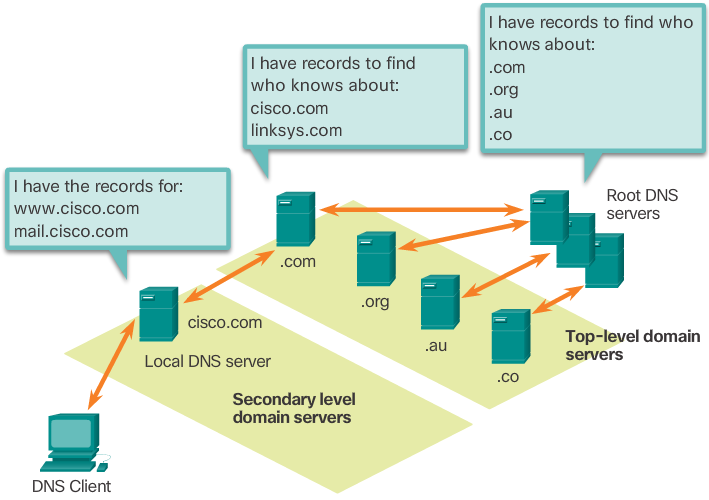 I have records to find who
knows about:
.com
.org
.au
.co
I have records to find
who knows about:
cisco.com
linksys.com
I have the records for:
www.cisco.com
mail.cisco.com
Root DNS
servers
.com
.org
.au
.co
Top-level domain
servers
cisco.com
Local DNS server
Secondary level
domain servers
DNS Client